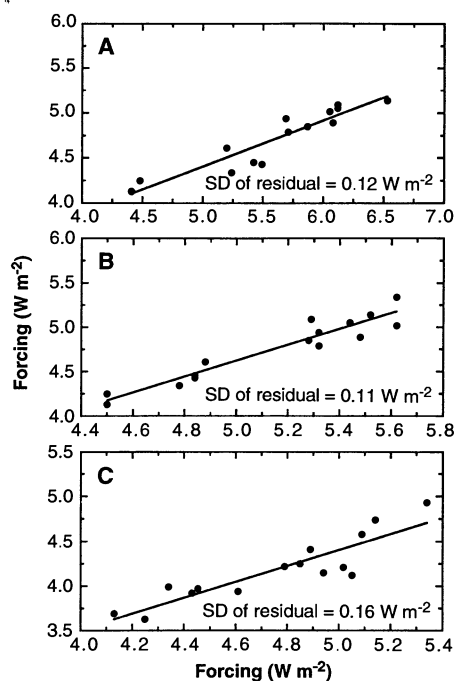 A
6.0
5.5
5.0
4.5
4.0
SD of residual = 0.12 W m-2
4.0 4.5 5.0 5.5 6.0 6.5 7.0
B
6.0
5.5
5.0
4.5
4.0
SD of residual = 0.11 W m-2
4.4 4.6 4.8 5.0 5.2 5.4 5.6 5.8
Forcing (W m-2)
C
5.5
5.0
4.5
4.0
3.5
SD of residual = 0.16 W m-2
4.0 4.2 4.4 4.6 4.8 5.0 5.2 5.4
Forcing (W m-2)